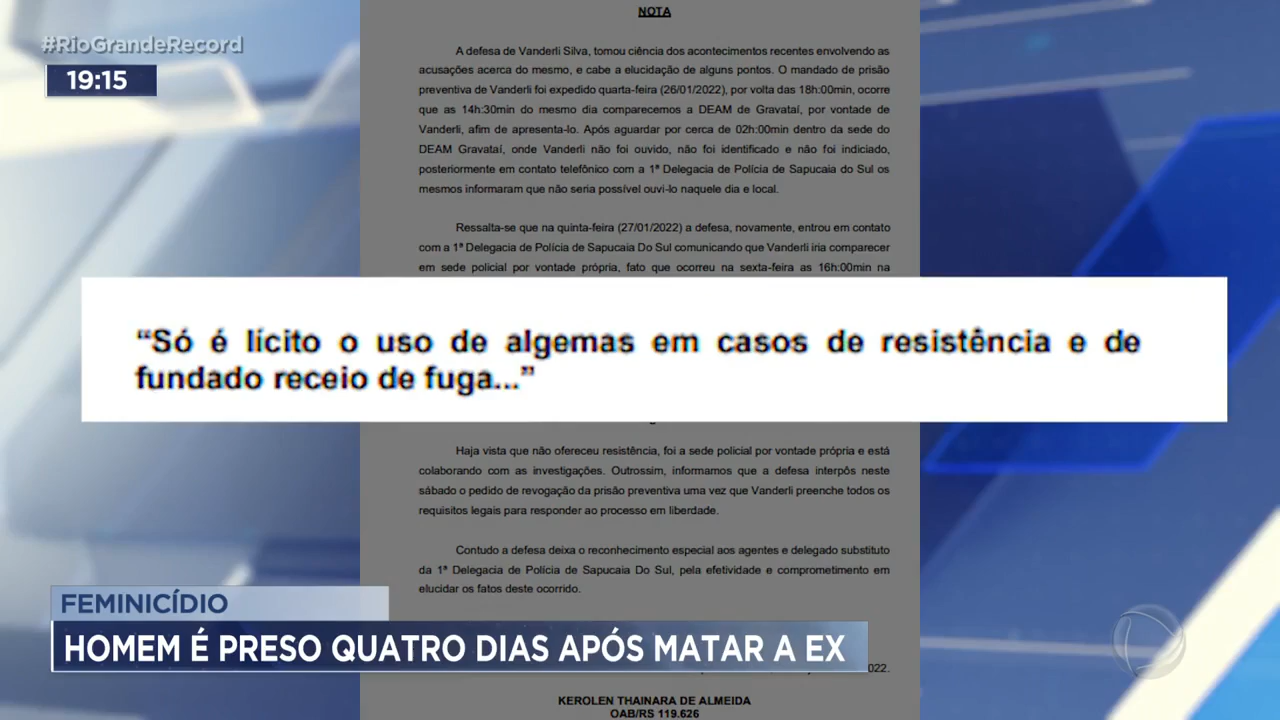 #RioGrandeRecord
19:15
NOTA
A defesa de Vanderli Silva, tomou ciência dos acontecimentos recentes envolvendo as
acusações acerca do mesmo, e cabe a elucidação de alguns pontos. O mandado de prisão
preventiva de Vanderli foi expedido quarta-feira (26/01/2022), por volta das 18h:00min, ocorre
que as 14h:30min do mesmo dia comparecemos a DEAM de Gravataí, por vontade de
Vanderli, afim de apresenta-lo. Após aguardar por cerca de 02h:00min dentro da sede do
DEAM Gravataí, onde Vanderli não foi ouvido, não foi identificado e não foi indiciado,
posteriormente em contato telefônico com a 1ª Delegacia de Polícia de Sapucaia do Sul os
mesmos informaram que não seria possível ouvi-lo naquele dia e local.
Ressalta-se que na quinta-feira (27/01/2022) a defesa, novamente, entrou em contato
com a 1ª Delegacia de Polícia de Sapucaia Do Sul comunicando que Vanderli iria comparecer
em sede policial por vontade própria, fato que ocorreu na sexta-feira as 16h:00min na
“Só é lícito o uso de algemas em casos de resistência e de
fundado receio de fuga...”
Haja vista que não ofereceu resistência, foi a sede policial por vontade própria e está
colaborando com as investigações. Outrossim, informamos que a defesa interpôs neste
sábado o pedido de revogação da prisão preventiva uma vez que Vanderli preenche todos os
requisitos legais para responder ao processo em liberdade.
Contudo a defesa deixa o reconhecimento especial aos agentes e delegado substituto
da 1ª Delegacia de Polícia de Sapucaia Do Sul, pela efetividade e comprometimento em
elucidar os fatos deste ocorrido.
FEMINICÍDIO
HOMEM É PRESO QUATRO DIAS APÓS MATAR A EX
022.
KEROLEN THAINARA DE ALMEIDA
OAB/RS 119.626